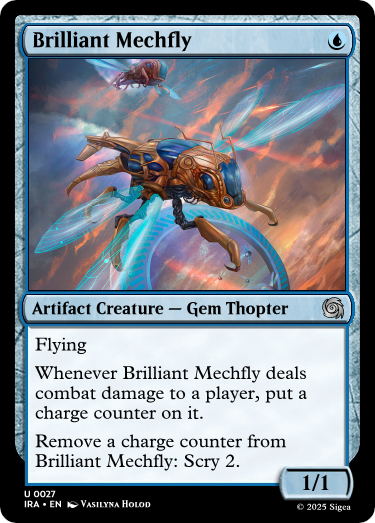 Brilliant Mechfly
Artifact Creature — Gem Thopter
Flying
Whenever Brilliant Mechfly deals
combat damage to a player, put a
charge counter on it.
Remove a charge counter from
Brilliant Mechfly: Scry 2.
1/1
U 0027
IRA • EN Vasilyna Holod
© 2025 Sigea